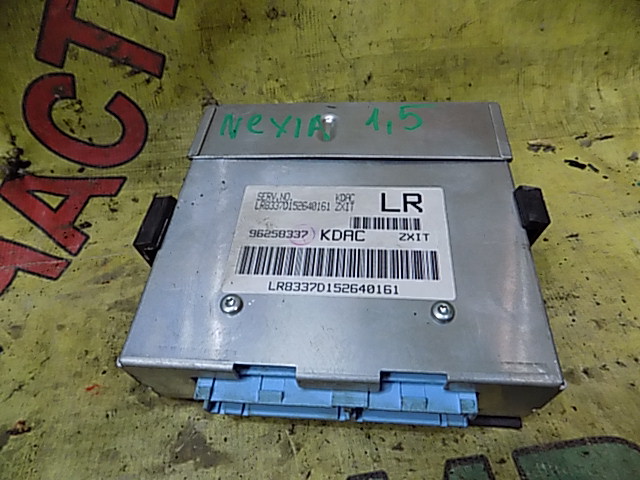 Nexia 1,5
SERV.NO. KDAC
LR8337D152640161 ZXIT
LR
96258337 KDAC ZXIT
LR8337D152640161